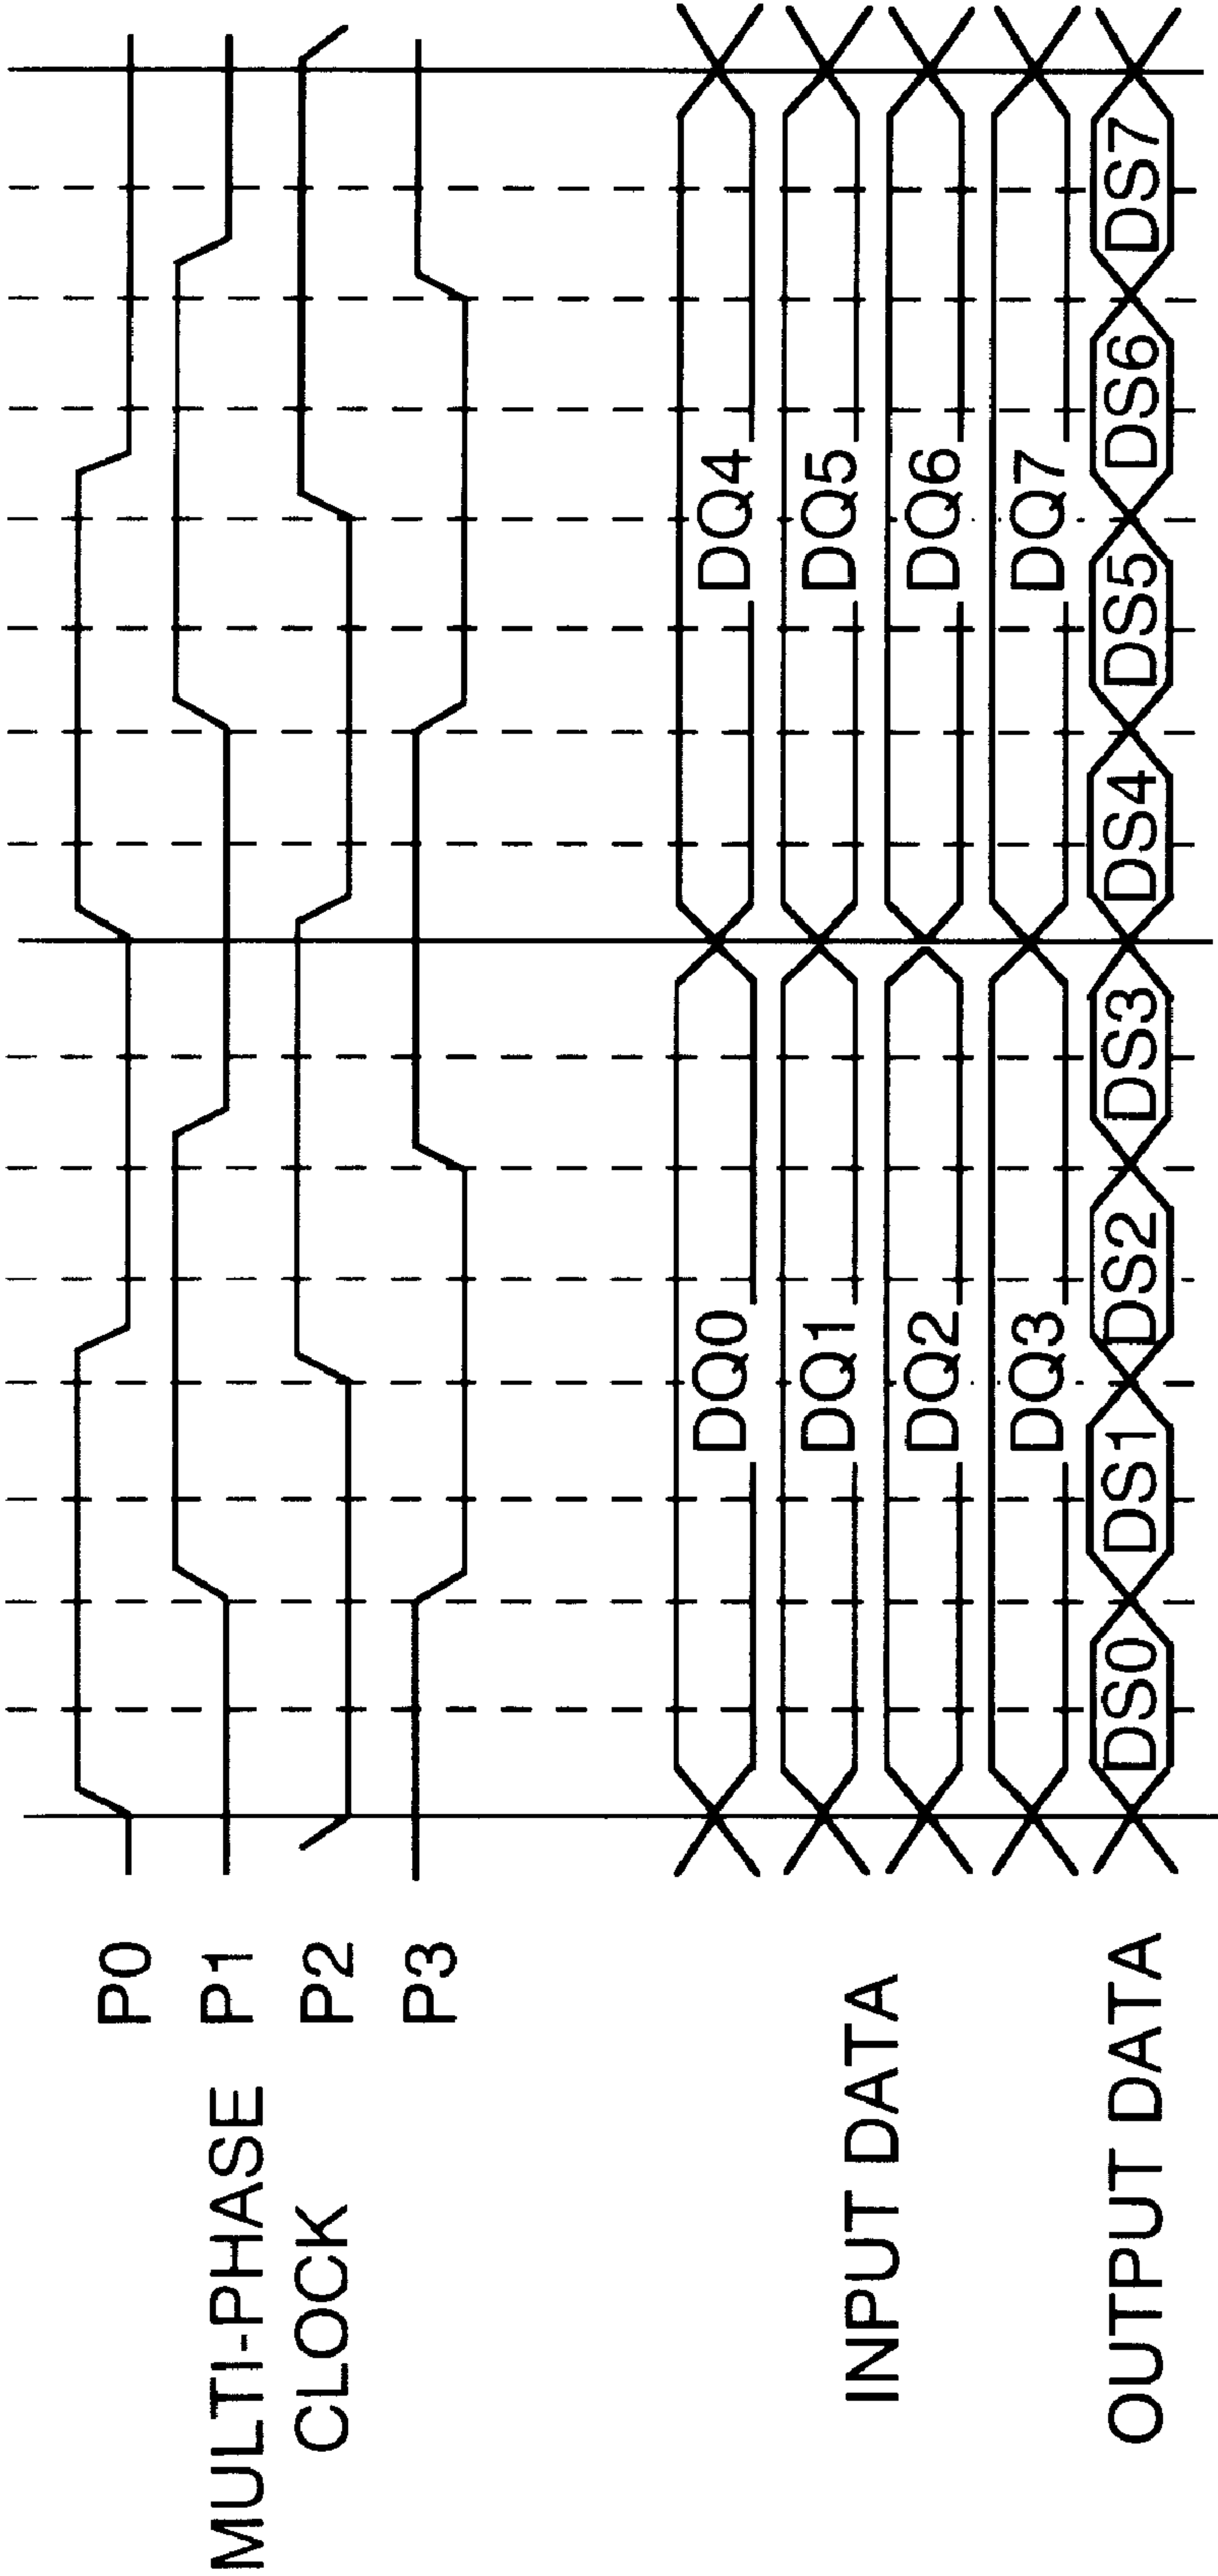 MULTI-PHASE
CLOCK
P0
P1
P2
P3
INPUT DATA
DQ0 DQ4
DQ1 DQ5
DQ2 DQ6
DQ3 DQ7
OUTPUT DATA
DS0 DS1 DS2 DS3 DS4 DS5 DS6 DS7